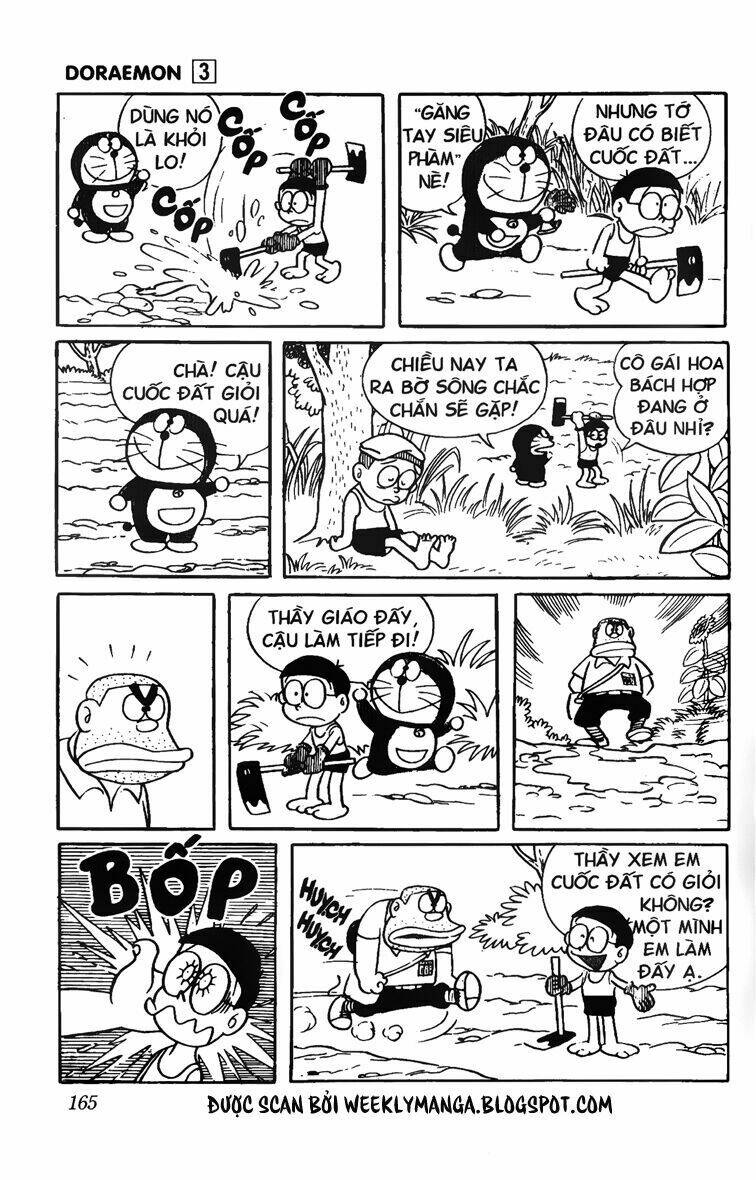 DORAEMON 3
NHƯNG TỚ
ĐÂU CÓ BIẾT
CUỐC ĐẤT...
"GĂNG
TAY SIÊU
PHÀM"
NÈ!
DÙNG NÓ
LÀ KHỎI
LO!
CỐP
CỐP
CỐP
CÔ GÁI HOA
BÁCH HỢP
ĐANG Ở
ĐÂU NHỈ?
CHIỀU NAY TA
RA BỜ SÔNG CHẮC
CHẮN SẼ GẶP!
CHÀ! CẬU
CUỐC ĐẤT GIỎI
QUÁ!
THẦY GIÁO ĐẤY,
CẬU LÀM TIẾP ĐI!
THẦY XEM EM
CUỐC ĐẤT CÓ GIỎI
KHÔNG?
MỘT MÌNH
EM LÀM
ĐẤY Ạ.
HUỴCH
HUỴCH
BỐP
165
ĐƯỢC SCAN BỞI WEEKLYMANGA.BLOGSPOT.COM